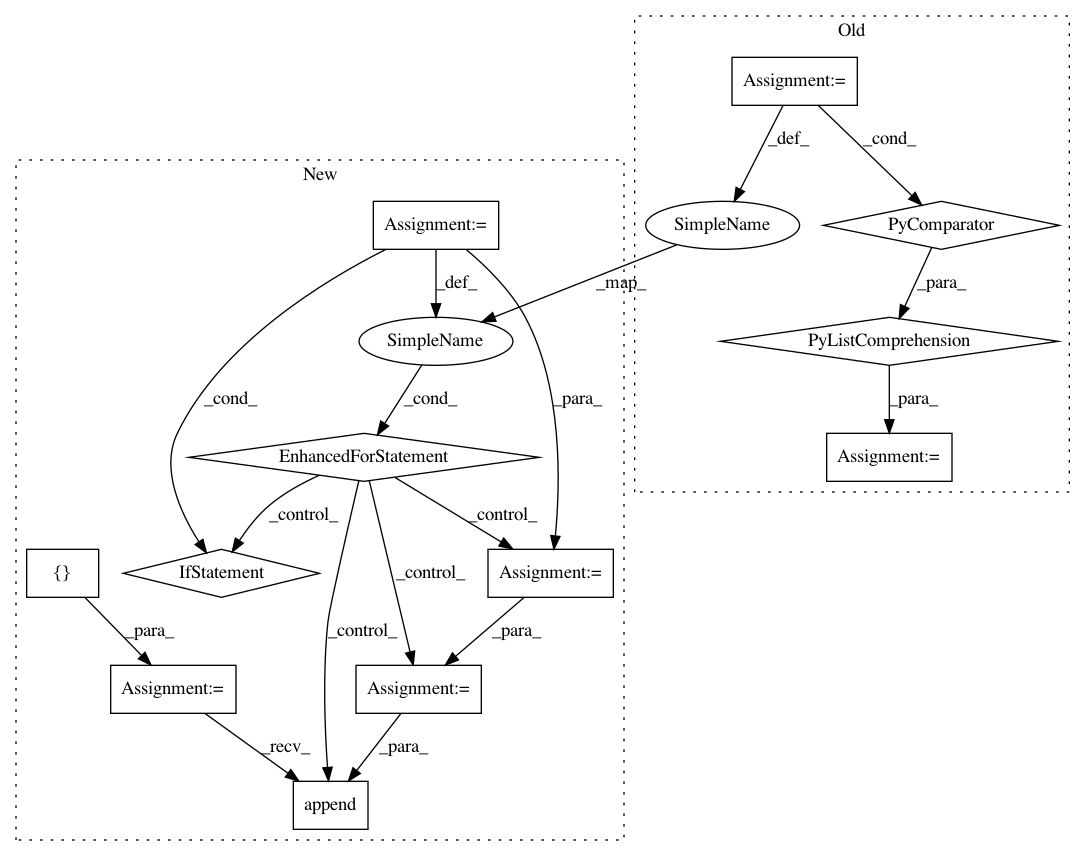 Old
Assignment:=
_def_
_cond_
New
Assignment:=
SimpleName
PyComparator
_def_
_map_
_para_
SimpleName
PyListComprehension
_cond_
_cond_
_para_
_para_
EnhancedForStatement
Assignment:=
_control_
_control_
{}
IfStatement
_control_
Assignment:=
_para_
_control_
_para_
Assignment:=
Assignment:=
_recv_
_para_
append